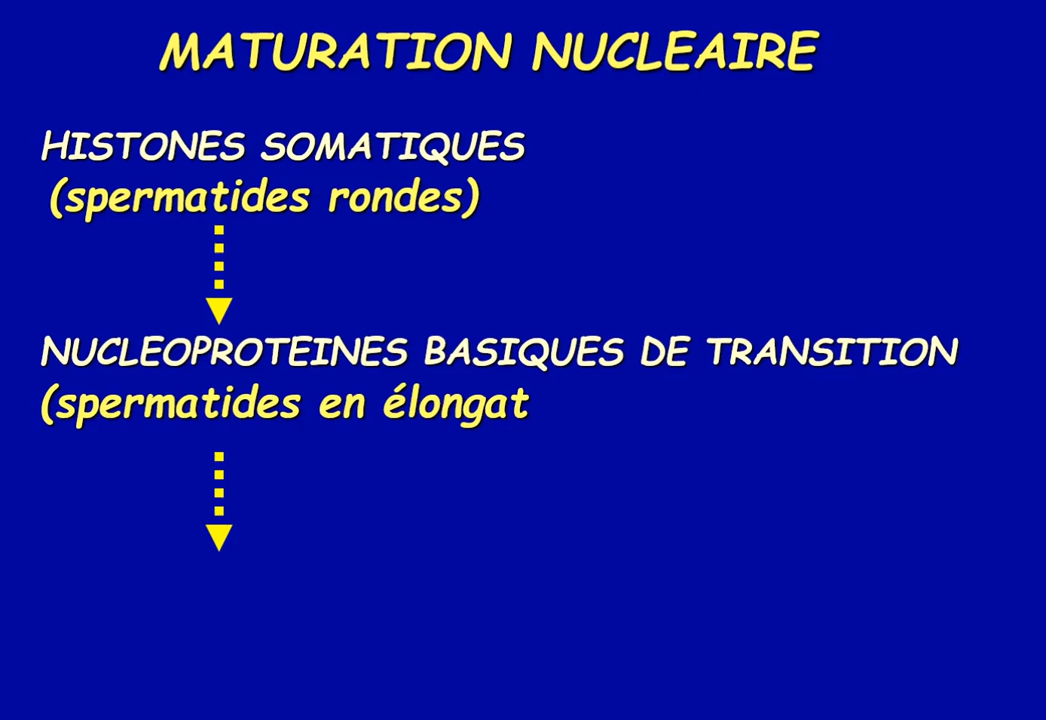 MATURATION NUCLEAIRE
HISTONES SOMATIQUES
(spermatides rondes)
NUCLEOPROTEINES BASIQUES DE TRANSITION
(spermatides en élongat